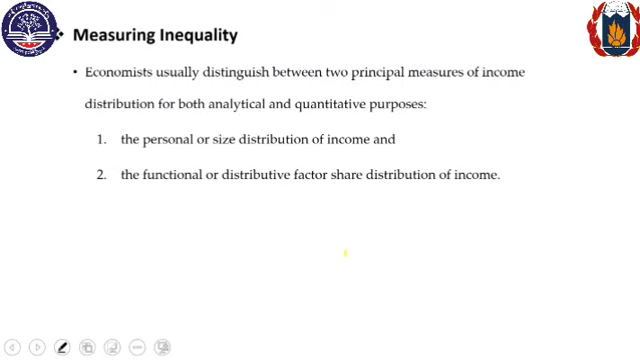 ❖ Measuring Inequality
• Economists usually distinguish between two principal measures of income
distribution for both analytical and quantitative purposes:
1. the personal or size distribution of income and
2. the functional or distributive factor share distribution of income.